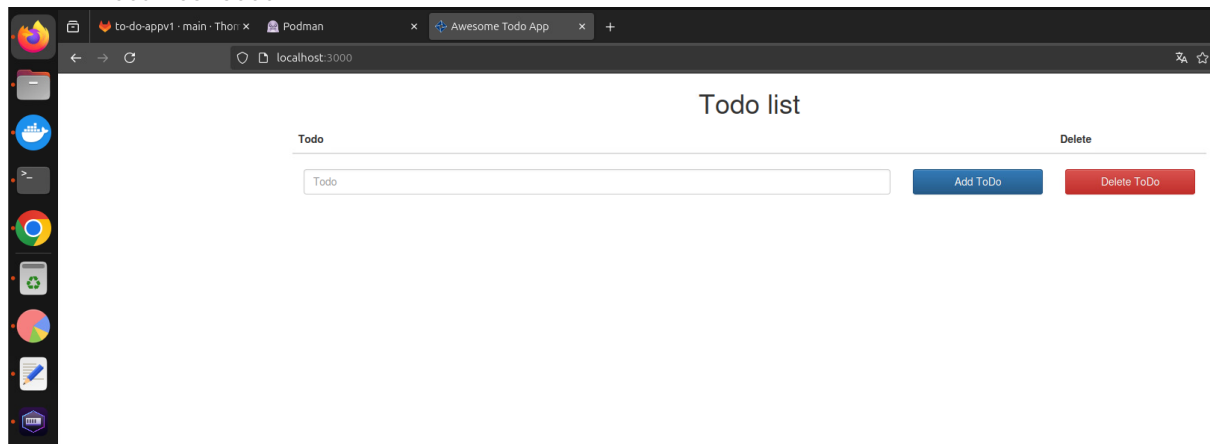 to-do-appv1 · main · Thon
Podman
Awesome Todo App
localhost:3000
Todo list
Todo
Delete
Todo
Add ToDo
Delete ToDo